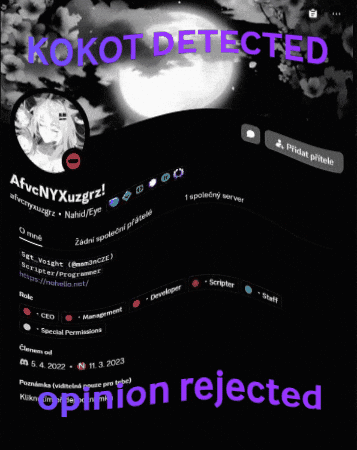 KOKOT DETECTED
Přidat přítele
AfvcNYXuzgrz!
afvcnyxuzgrz • Nahid/Eye
O mně
Žádní společní přátelé
1 společný server
Sgt_Voight (@mam3nCZE)
Scripter/Programmer
https://nohello.net/
Role
CEO
Management
Developer
Scripter
Staff
Special Permissions
Členem od
5. 4. 2022 • N 11. 3. 2023
Poznámka (viditelná pouze pro tebe)
opinion rejected